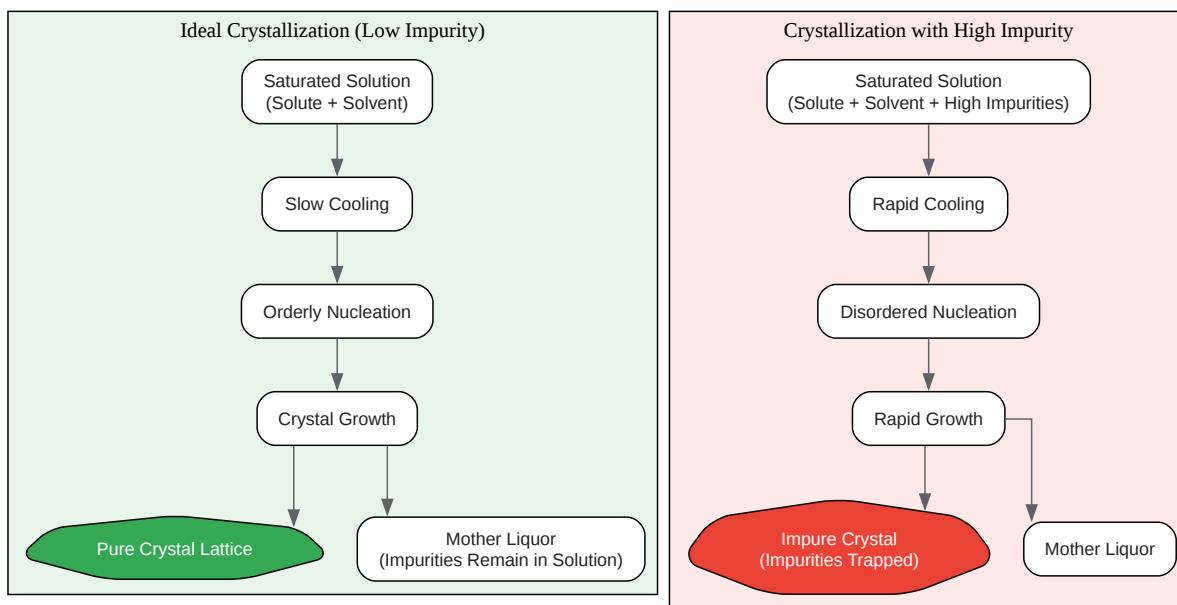 Ideal Crystallization (Low Impurity)
Saturated Solution
(Solute + Solvent)
Slow Cooling
Orderly Nucleation
Crystal Growth
Pure Crystal Lattice
Mother Liquor
(Impurities Remain in Solution)
Crystallization with High Impurity
Saturated Solution
(Solute + Solvent + High Impurities)
Rapid Cooling
Disordered Nucleation
Rapid Growth
Impure Crystal
(Impurities Trapped)
Mother Liquor